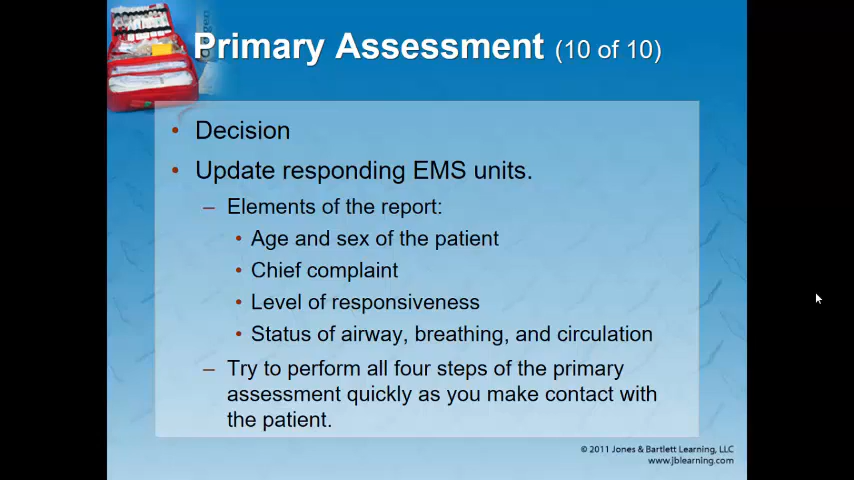 Primary Assessment (10 of 10)
• Decision
• Update responding EMS units.
– Elements of the report:
• Age and sex of the patient
• Chief complaint
• Level of responsiveness
• Status of airway, breathing, and circulation
– Try to perform all four steps of the primary
assessment quickly as you make contact with
the patient.
© 2011 Jones & Bartlett Learning, LLC
www.jblearning.com